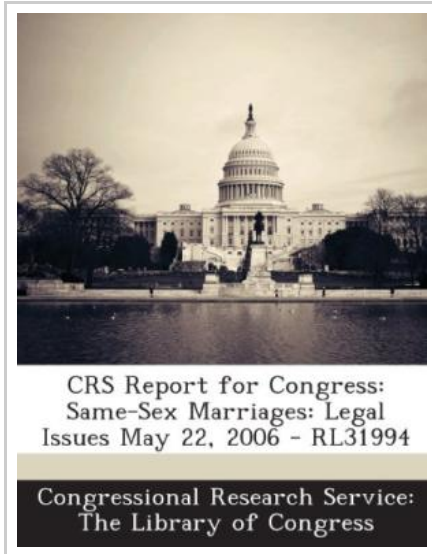 CRS Report for Congress:
Same-Sex Marriages: Legal
Issues May 22, 2006 - RL31994
Congressional Research Service:
The Library of Congress